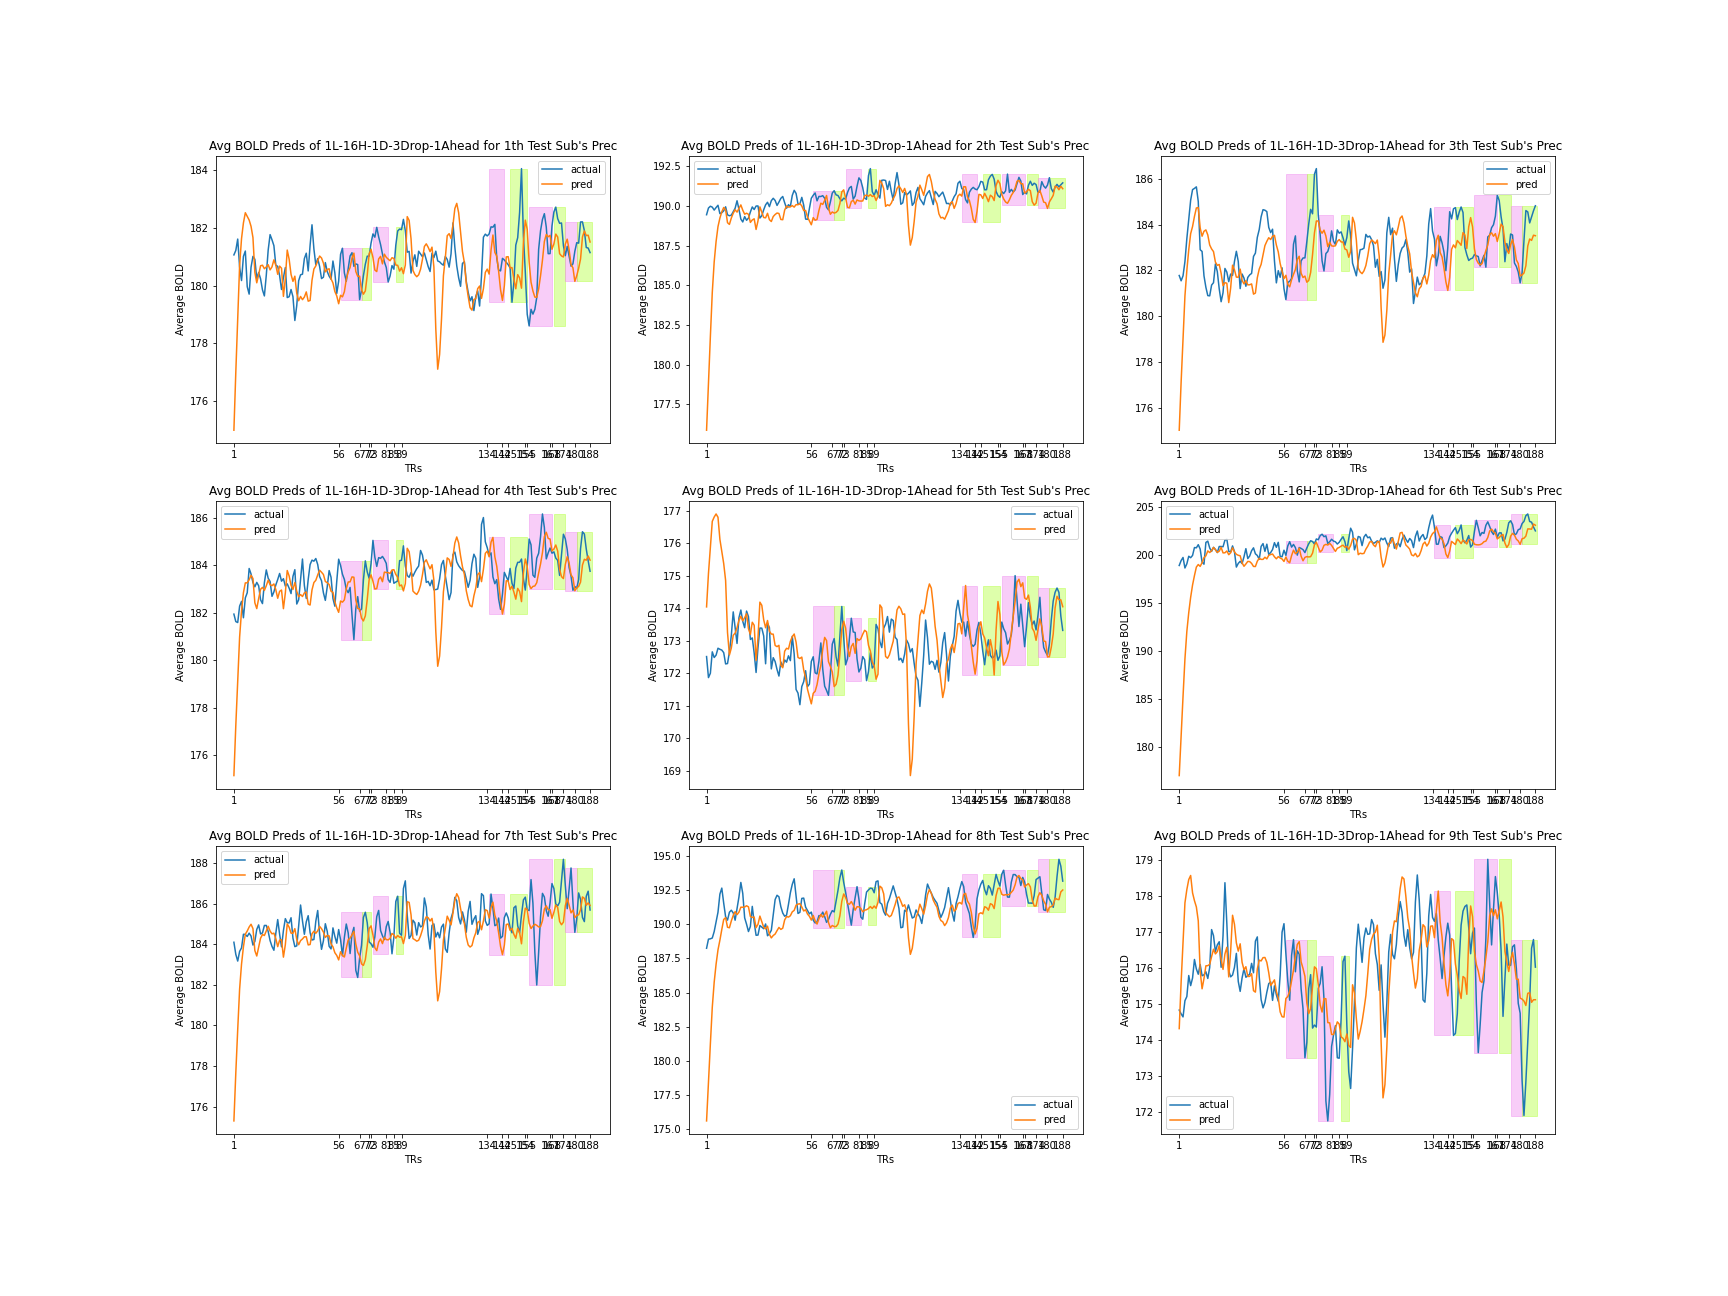 Avg BOLD Preds of 1L-16H-1D-3Drop-1Ahead for 1th Test Sub's Prec
Avg BOLD Preds of 1L-16H-1D-3Drop-1Ahead for 2th Test Sub's Prec
Avg BOLD Preds of 1L-16H-1D-3Drop-1Ahead for 3th Test Sub's Prec
184
182
180
178
176
Average BOLD
actual
pred
1
56
134
188
TRs
192.5
190.0
187.5
185.0
182.5
180.0
177.5
Average BOLD
actual
pred
1
56
134
188
TRs
186
184
182
180
178
176
Average BOLD
actual
pred
1
56
134
188
TRs
Avg BOLD Preds of 1L-16H-1D-3Drop-1Ahead for 4th Test Sub's Prec
Avg BOLD Preds of 1L-16H-1D-3Drop-1Ahead for 5th Test Sub's Prec
Avg BOLD Preds of 1L-16H-1D-3Drop-1Ahead for 6th Test Sub's Prec
186
184
182
180
178
176
Average BOLD
actual
pred
1
56
134
188
TRs
177
176
175
174
173
172
171
170
169
Average BOLD
actual
pred
1
56
134
188
TRs
205
200
195
190
185
180
Average BOLD
actual
pred
1
56
134
188
TRs
Avg BOLD Preds of 1L-16H-1D-3Drop-1Ahead for 7th Test Sub's Prec
Avg BOLD Preds of 1L-16H-1D-3Drop-1Ahead for 8th Test Sub's Prec
Avg BOLD Preds of 1L-16H-1D-3Drop-1Ahead for 9th Test Sub's Prec
188
186
184
182
180
178
176
Average BOLD
actual
pred
1
56
134
188
TRs
195.0
192.5
190.0
187.5
185.0
182.5
180.0
177.5
175.0
Average BOLD
actual
pred
1
56
134
188
TRs
179
178
177
176
175
174
173
172
Average BOLD
actual
pred
1
56
134
188
TRs